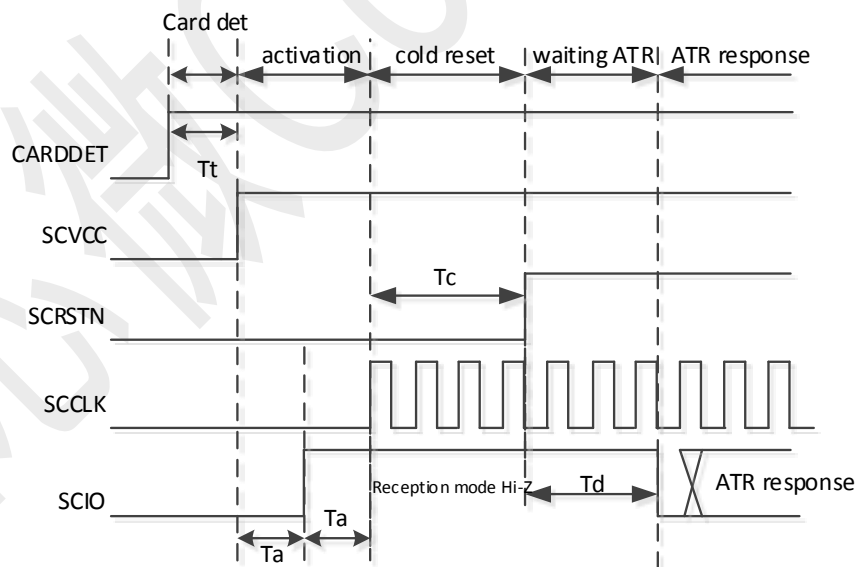 Card det
activation
cold reset
waiting ATR
ATR response
CARDDET
Tt
SCVCC
Tc
SCRSTN
SCCLK
Reception mode Hi-Z
Td
ATR response
SCIO
Ta
Ta